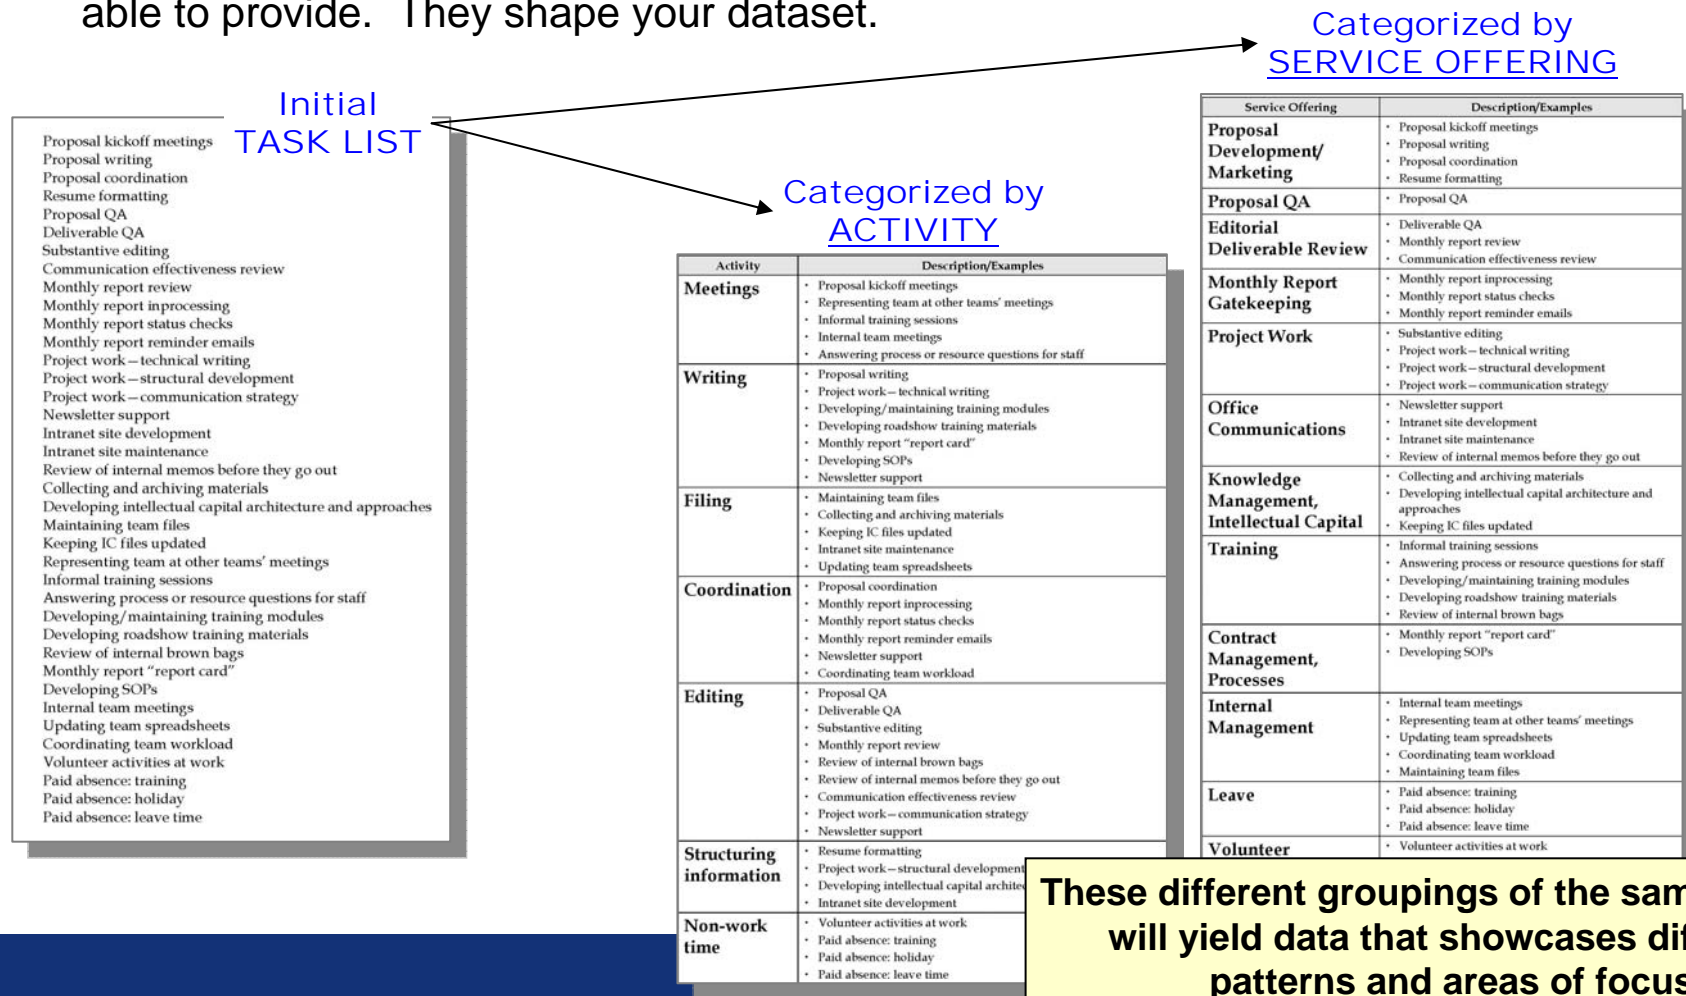 able to provide. They shape your dataset.
Initial
TASK LIST
Proposal kickoff meetings
Proposal writing
Proposal coordination
Resume formatting
Proposal QA
Deliverable QA
Substantive editing
Communication effectiveness review
Monthly report review
Monthly report inprocessing
Monthly report status checks
Monthly report reminder emails
Project work—technical writing
Project work—structural development
Project work—communication strategy
Newsletter support
Intranet site development
Intranet site maintenance
Review of internal memos before they go out
Collecting and archiving materials
Developing intellectual capital architecture and approaches
Maintaining team files
Keeping IC files updated
Representing team at other teams’ meetings
Informal training sessions
Answering process or resource questions for staff
Developing/maintaining training modules
Developing roadshow training materials
Review of internal brown bags
Monthly report “report card”
Developing SOPs
Internal team meetings
Updating team spreadsheets
Coordinating team workload
Volunteer activities at work
Paid absence: training
Paid absence: holiday
Paid absence: leave time
Categorized by
ACTIVITY
Activity Description/Examples
Meetings
• Proposal kickoff meetings
• Representing team at other teams’ meetings
• Informal training sessions
• Internal team meetings
• Answering process or resource questions for staff
Writing
• Proposal writing
• Project work—technical writing
• Developing/maintaining training modules
• Developing roadshow training materials
• Monthly report “report card”
• Developing SOPs
• Newsletter support
Filing
• Maintaining team files
• Collecting and archiving materials
• Keeping IC files updated
• Intranet site maintenance
• Updating team spreadsheets
Coordination
• Proposal coordination
• Monthly report inprocessing
• Monthly report status checks
• Monthly report reminder emails
• Newsletter support
• Coordinating team workload
Editing
• Proposal QA
• Deliverable QA
• Substantive editing
• Monthly report review
• Review of internal brown bags
• Review of internal memos before they go out
• Communication effectiveness review
• Project work—communication strategy
• Newsletter support
Structuring
information
• Resume formatting
• Project work—structural development
• Developing intellectual capital
• Intranet site development
Non-work
time
• Volunteer activities at work
• Paid absence: training
• Paid absence: holiday
• Paid absence: leave time
Categorized by
SERVICE OFFERING
Service Offering Description/Examples
Proposal
Development/
Marketing
• Proposal kickoff meetings
• Proposal writing
• Proposal coordination
• Resume formatting
Proposal QA
• Proposal QA
Editorial
Deliverable Review
• Deliverable QA
• Monthly report review
• Communication effectiveness review
Monthly Report
Gatekeeping
• Monthly report inprocessing
• Monthly report status checks
• Monthly report reminder emails
Project Work
• Substantive editing
• Project work—technical writing
• Project work—structural development
• Project work—communication strategy
Office
Communications
• Newsletter support
• Intranet site development
• Intranet site maintenance
• Review of internal memos before they go out
Knowledge
Management,
Intellectual Capital
• Collecting and archiving materials
• Developing intellectual capital architecture and
approaches
• Keeping IC files updated
Training
• Informal training sessions
• Answering process or resource questions for staff
• Developing/maintaining training modules
• Developing roadshow training materials
• Review of internal brown bags
Contract
Management,
Processes
• Monthly report “report card”
• Developing SOPs
Internal
Management
• Internal team meetings
• Representing team at other teams’ meetings
• Updating team spreadsheets
• Coordinating team workload
• Maintaining team files
Leave
• Paid absence: training
• Paid absence: holiday
• Paid absence: leave time
Volunteer
• Volunteer activities at work
These different groupings of the
will yield data that showcases
patterns and areas of focus